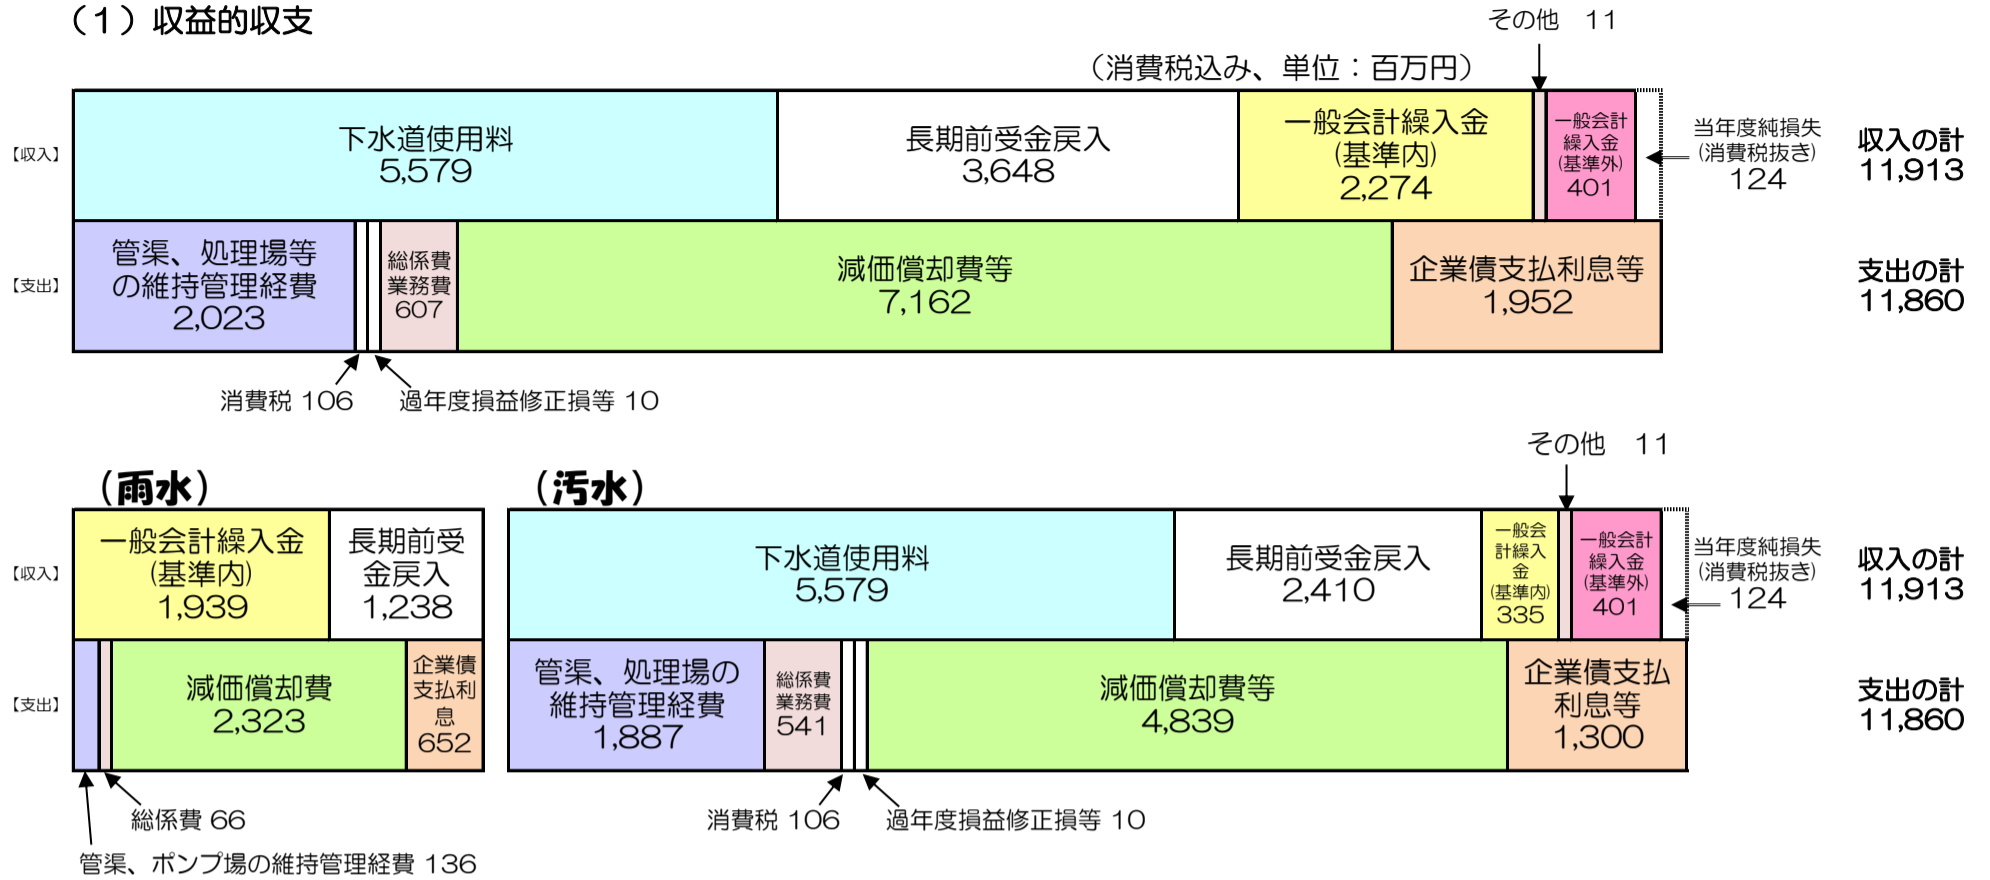 （１）収益的収支
その他　11
（消費税込み、単位：百万円）
【収入】
下水道使用料
5,579
長期前受金戻入
3,648
一般会計繰入金
(基準内)
2,274
一般会計
繰入金
(基準外)
401
当年度純損失
(消費税抜き)
124
収入の計
11,913
【支出】
管渠、処理場等
の維持管理経費
2,023
総係費
業務費
607
減価償却費等
7,162
企業債支払利息等
1,952
支出の計
11,860
消費税 106
過年度損益修正損等 10
（雨水）
（汚水）
その他　11
【収入】
一般会計繰入金
(基準内)
1,939
長期前受
金戻入
1,238
下水道使用料
5,579
長期前受金戻入
2,410
一般会
計繰入
金
(基準内)
335
一般会計
繰入金
(基準外)
401
当年度純損失
(消費税抜き)
124
収入の計
11,913
【支出】
減価償却費
2,323
企業債
支払利
息
652
管渠、処理場の
維持管理経費
1,887
総係費
業務費
541
減価償却費等
4,839
企業債支払
利息等
1,300
支出の計
11,860
総係費 66
消費税 106
過年度損益修正損等 10
管渠、ポンプ場の維持管理経費 136